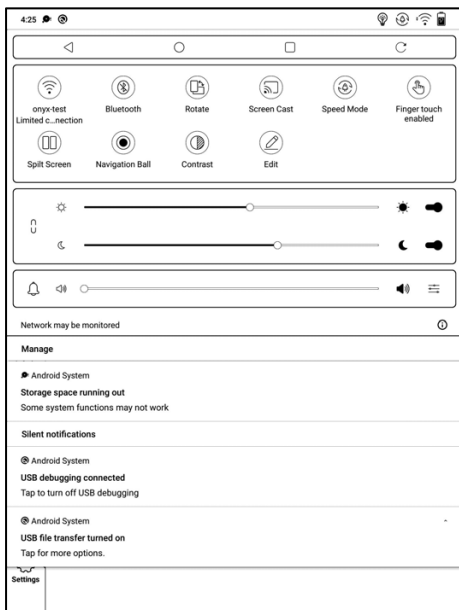 4:25
onyx-test
Limited c...nection
Bluetooth
Rotate
Screen Cast
Speed Mode
Finger touch
enabled
Spilt Screen
Navigation Ball
Contrast
Edit
Network may be monitored
Manage
Android System
Storage space running out
Some system functions may not work
Silent notifications
Android System
USB debugging connected
Tap to turn off USB debugging
Android System
USB file transfer turned on
Tap for more options.
Settings